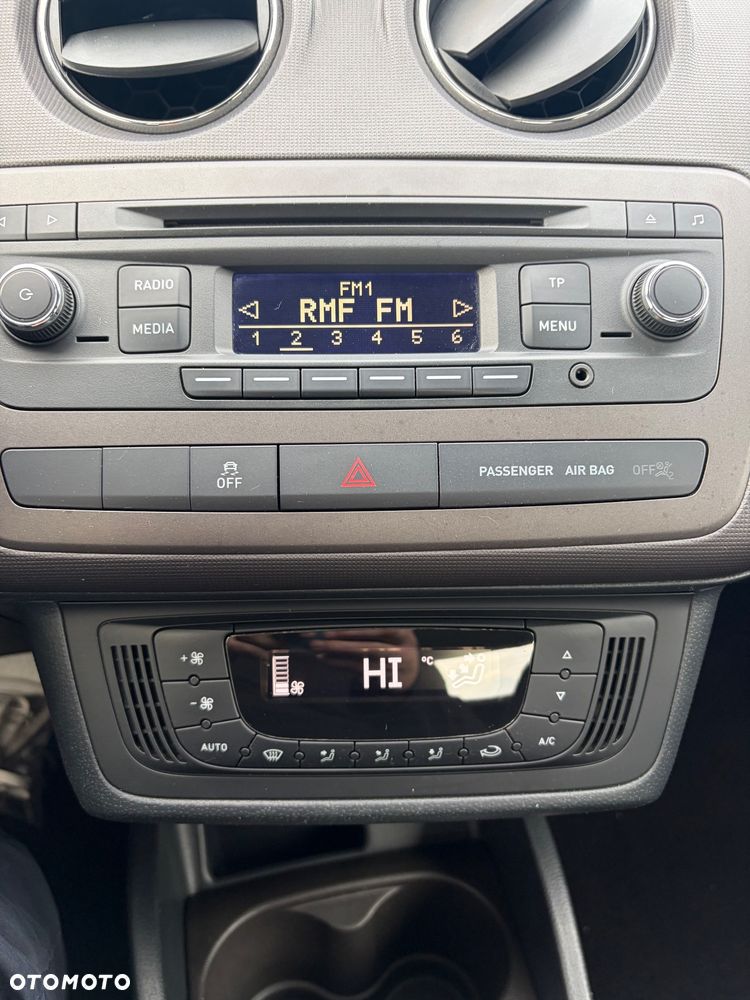 RADIO
MEDIA
FM1
RMF FM
1 2 3 4 5 6
TP
MENU
OFF
PASSENGER AIR BAG OFF
HI °C
AUTO
A/C
OTOMOTO